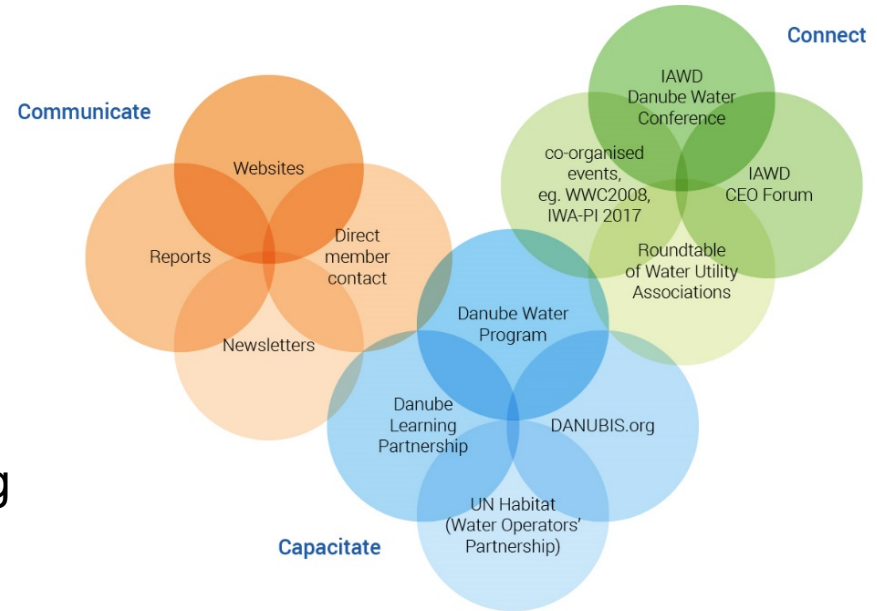 Communicate
Websites
Reports
Direct
member
contact
Newsletters
Connect
IAWD
Danube Water
Conference
co-organised
events,
eg. WWC2008,
IWA-PI 2017
IAWD
CEO Forum
Roundtable
of Water Utility
Associations
Danube Water
Program
Danube
Learning
Partnership
DANUBIS.org
UN Habitat
(Water Operators'
Partnership)
Capacitate
g